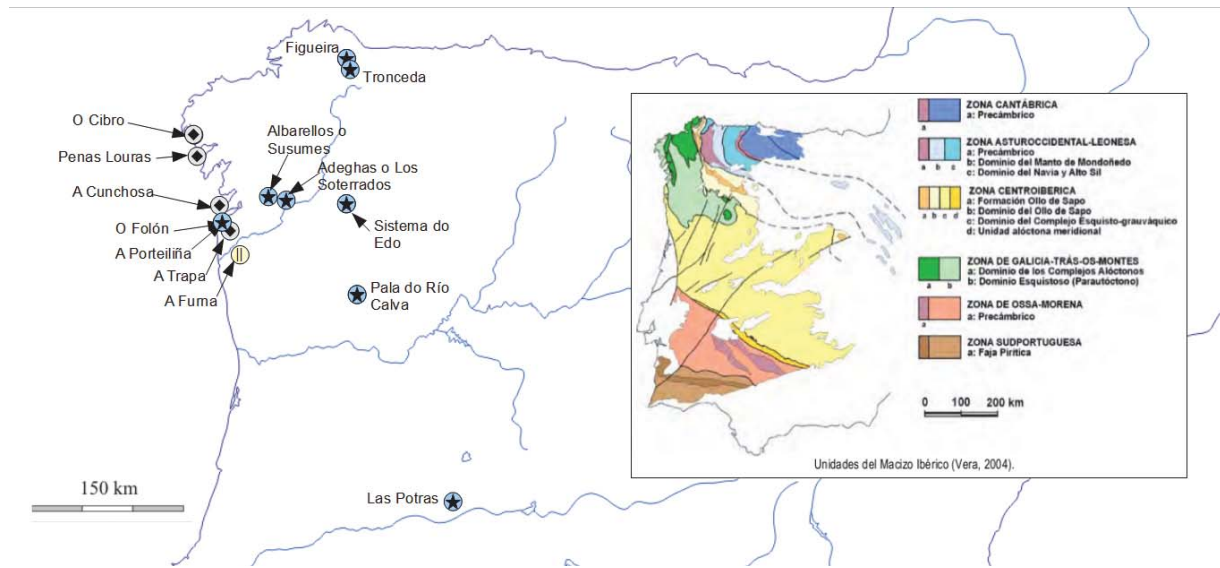 Figueira
Tronceda
O Cibro
Penas Louras
A Cunchosa
O Folón
A Porteiliña
A Trapa
A Furna
Albarellos o
Susumes
Adeghas o Los
Soterrados
Sistema do
Edo
Pala do Río
Calva
Las Potras
150 km
ZONA CANTÁBRICA
a: Precámbrico
a
ZONA ASTUROCCIDENTAL-LEONESA
a: Precámbrico
b: Dominio del Manto de Mondoñedo
c: Dominio del Navia y Alto Sil
a b c
ZONA CENTROIBERICA
a: Formación Ollo de Sapo
b: Dominio del Ollo de Sapo
c: Dominio del Complejo Esquisto-grauváquico
d: Unidad alóctona meridional
a b c d
ZONA DE GALICIA-TRÁS-OS-MONTES
a: Dominio de los Complejos Alóctonos
b: Dominio Esquistoso (Parautóctono)
a b
ZONA DE OSSA-MORENA
a: Precámbrico
a
ZONA SUDPORTUGUESA
a: Faja Pirítica
a
0 100 200 km
Unidades del Macizo Ibérico (Vera, 2004).